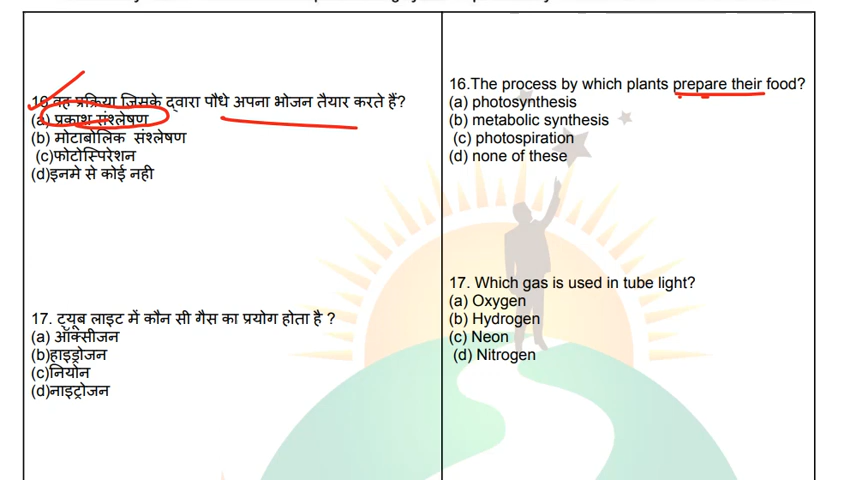 16.वह प्रक्रिया जिसके द्वारा पौधे अपना भोजन तैयार करते हैं?
(a) प्रकाश संश्लेषण
(b) मोटाबोलिक संश्लेषण
(c)फोटोस्पिरेशन
(d)इनमे से कोई नही
17. ट्यूब लाइट में कौन सी गैस का प्रयोग होता है ?
(a) ऑक्सीजन
(b)हाइड्रोजन
(c)नियोन
(d)नाइट्रोजन
16.The process by which plants prepare their food?
(a) photosynthesis
(b) metabolic synthesis
(c) photospiration
(d) none of these
17. Which gas is used in tube light?
(a) Oxygen
(b) Hydrogen
(c) Neon
(d) Nitrogen